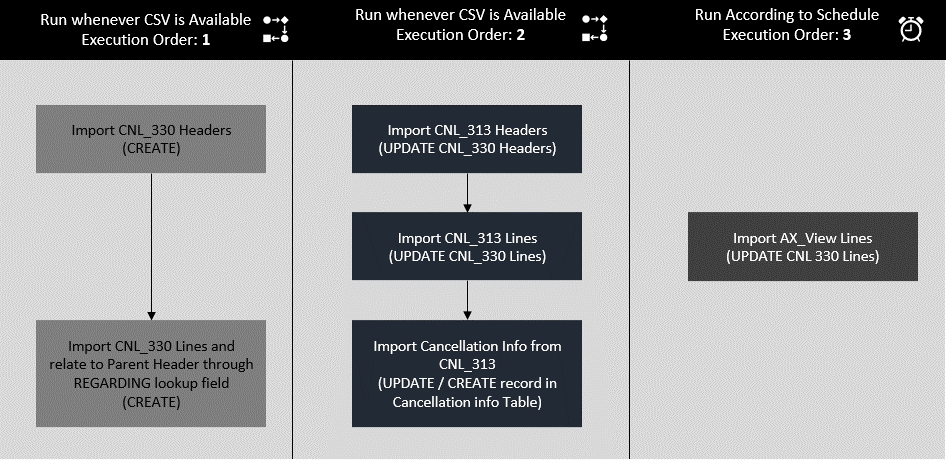 Run whenever CSV is Available
Execution Order: 1
Run whenever CSV is Available
Execution Order: 2
Run According to Schedule
Execution Order: 3
Import CNL_330 Headers
(CREATE)
Import CNL_330 Lines and
relate to Parent Header through
REGARDING lookup field
(CREATE)
Import CNL_313 Headers
(UPDATE CNL_330 Headers)
Import CNL_313 Lines
(UPDATE CNL_330 Lines)
Import Cancellation Info from
CNL_313
(UPDATE / CREATE record in
Cancellation info Table)
Import AX_View Lines
(UPDATE CNL 330 Lines)